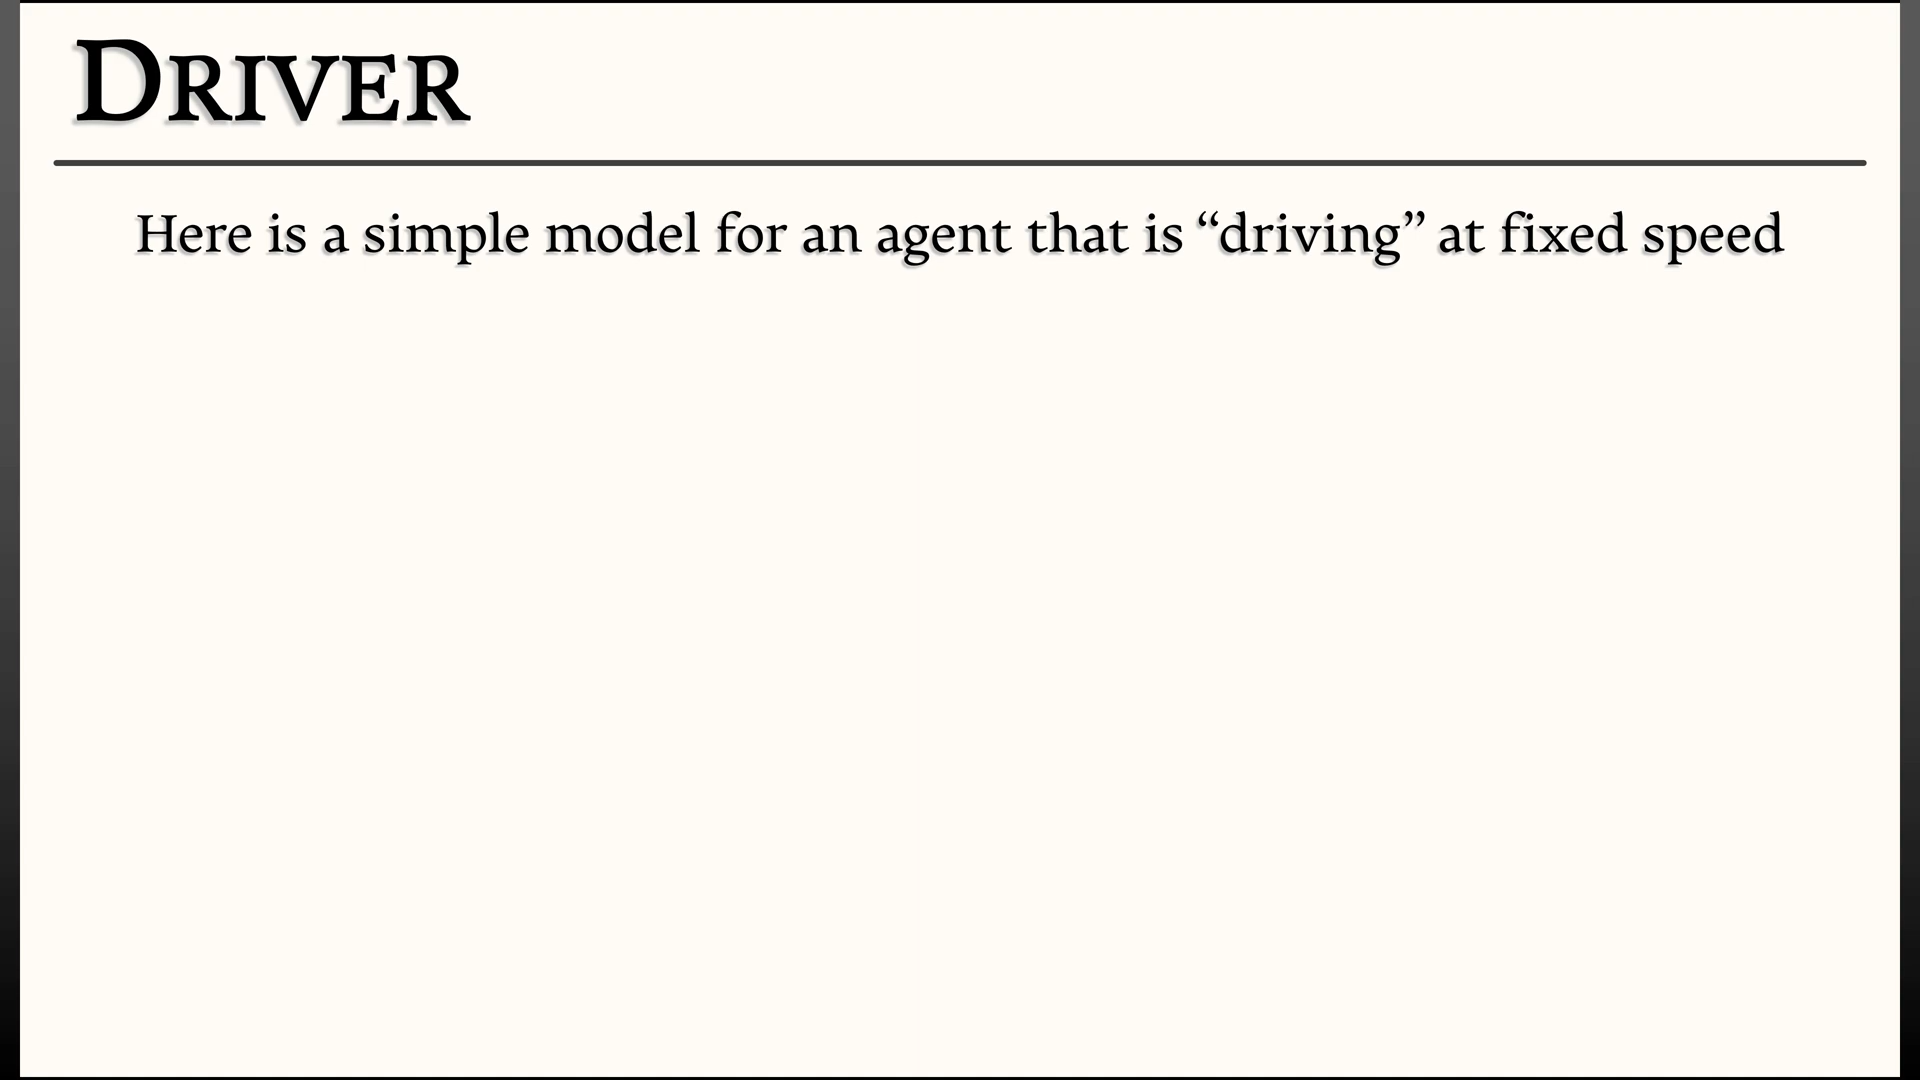 DRIVER
Here is a simple model for an agent that is “driving” at fixed speed